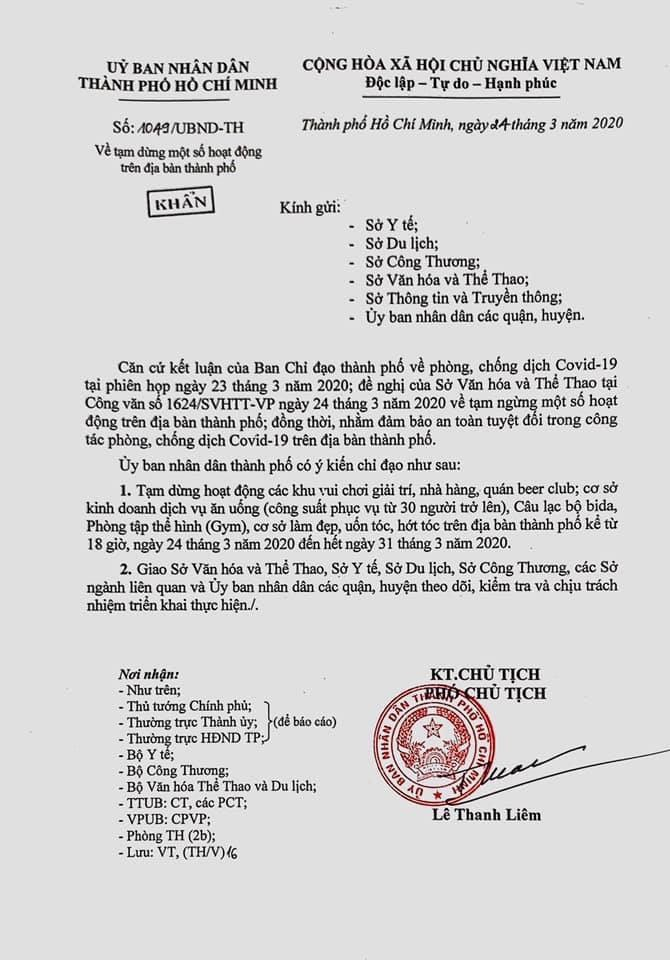 UỶ BAN NHÂN DÂN
THÀNH PHỐ HỒ CHÍ MINH
CỘNG HÒA XÃ HỘI CHỦ NGHĨA VIỆT NAM
Độc lập – Tự do – Hạnh phúc
Số: 1049/UBND-TH
Thành phố Hồ Chí Minh, ngày 24 tháng 3 năm 2020
Về tạm dừng một số hoạt động
trên địa bàn thành phố
KHẨN
Kính gửi:
- Sở Y tế;
- Sở Du lịch;
- Sở Công Thương;
- Sở Văn hóa và Thể Thao;
- Sở Thông tin và Truyền thông;
- Ủy ban nhân dân các quận, huyện.
Căn cứ kết luận của Ban Chỉ đạo thành phố về phòng, chống dịch Covid-19
tại phiên họp ngày 23 tháng 3 năm 2020; đề nghị của Sở Văn hóa và Thể Thao tại
Công văn số 1624/SVHTT-VP ngày 24 tháng 3 năm 2020 về tạm ngừng một số hoạt
động trên địa bàn thành phố; đồng thời, nhằm đảm bảo an toàn tuyệt đối trong công
tác phòng, chống dịch Covid-19 trên địa bàn thành phố.
Ủy ban nhân dân thành phố có ý kiến chỉ đạo như sau:
1. Tạm dừng hoạt động các khu vui chơi giải trí, nhà hàng, quán beer club; cơ sở
kinh doanh dịch vụ ăn uống (công suất phục vụ từ 30 người trở lên), Câu lạc bộ bida,
Phòng tập thể hình (Gym), cơ sở làm đẹp, uốn tóc, hớt tóc trên địa bàn thành phố kể từ
18 giờ, ngày 24 tháng 3 năm 2020 đến hết ngày 31 tháng 3 năm 2020.
2. Giao Sở Văn hóa và Thể Thao, Sở Y tế, Sở Du lịch, Sở Công Thương, các Sở
ngành liên quan và Ủy ban nhân dân các quận, huyện theo dõi, kiểm tra và chịu trách
nhiệm triển khai thực hiện./.
Nơi nhận:
- Như trên;
- Thủ tướng Chính phủ;
- Thường trực Thành ủy; (để báo cáo)
- Thường trực HĐND TP;
- Bộ Y tế;
- Bộ Công Thương;
- Bộ Văn hóa Thể Thao và Du lịch;
- TTUB: CT, các PCT;
- VPUB: CPVP;
- Phòng TH (2b);
- Lưu: VT, (TH/V) 16
KT.CHỦ TỊCH
PHÓ CHỦ TỊCH
ỦY BAN NHÂN DÂN THÀNH PHỐ HỒ CHÍ MINH
Lê Thanh Liêm